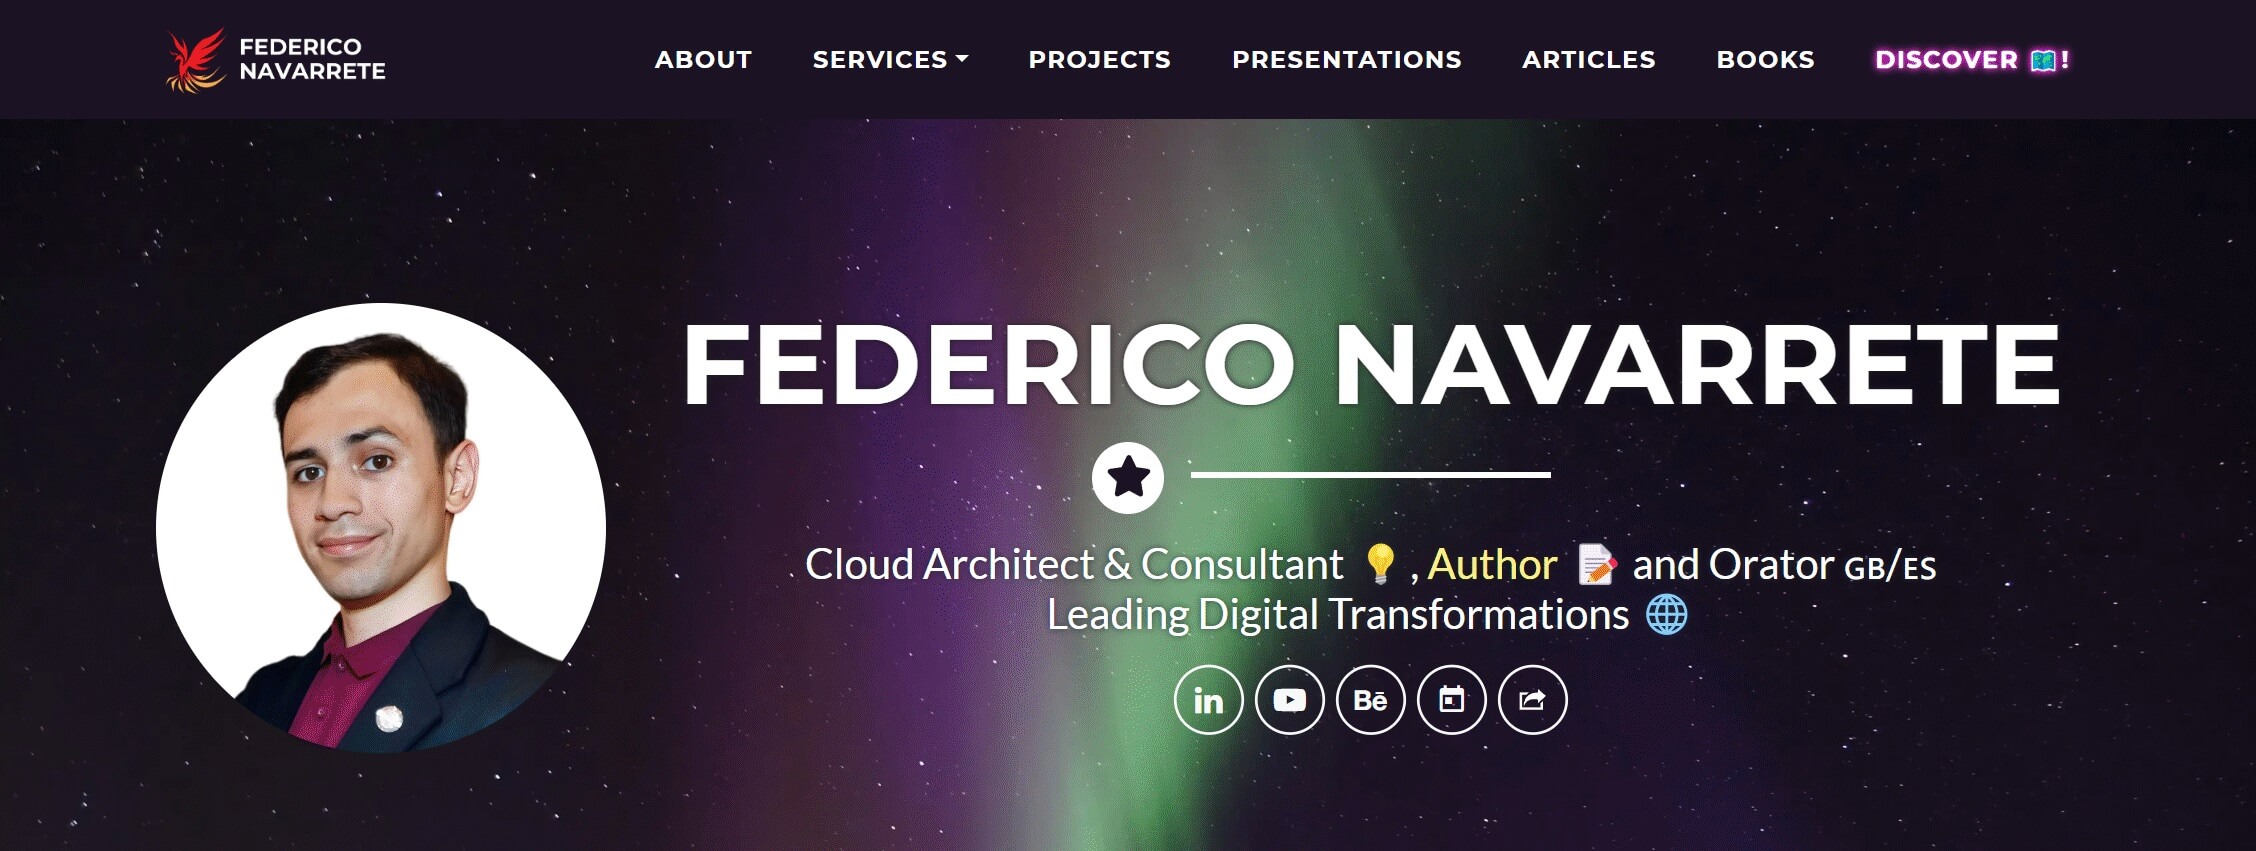 FEDERICO
NAVARRETE
ABOUT SERVICES PROJECTS PRESENTATIONS ARTICLES BOOKS DISCOVER 🗺️!
FEDERICO NAVARRETE
Cloud Architect & Consultant 💡, Author 📝 and Orator GB/ES
Leading Digital Transformations 🌐
in Bē